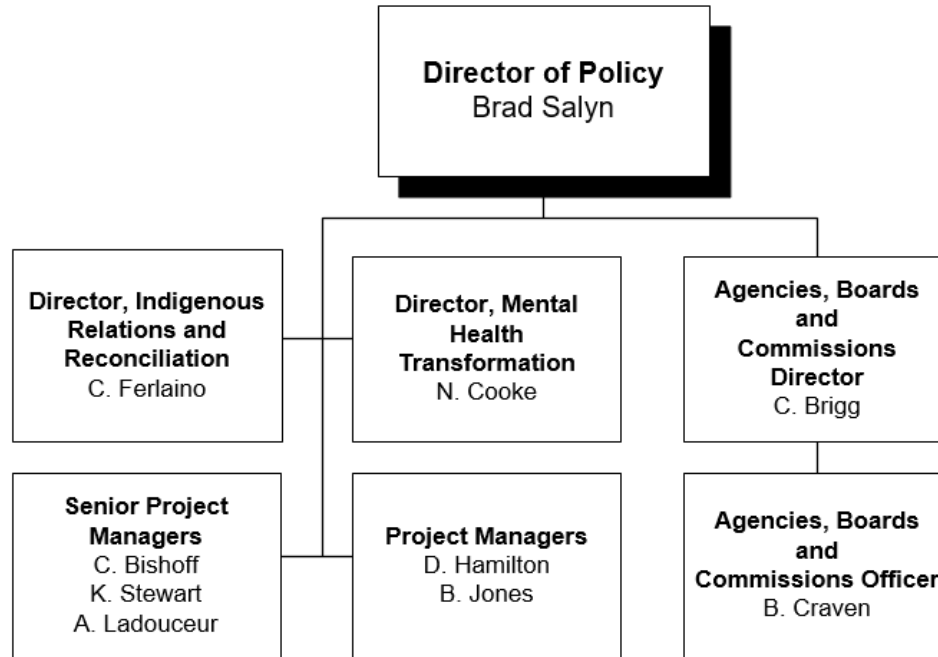 Director of Policy
Brad Salyn
Director, Indigenous
Relations and
Reconciliation
C. Ferlaino
Director, Mental
Health
Transformation
N. Cooke
Agencies, Boards
and
Commissions
Director
C. Brigg
Senior Project
Managers
C. Bishoff
K. Stewart
A. Ladouceur
Project Managers
D. Hamilton
B. Jones
Agencies, Boards
and
Commissions Officer
B. Craven